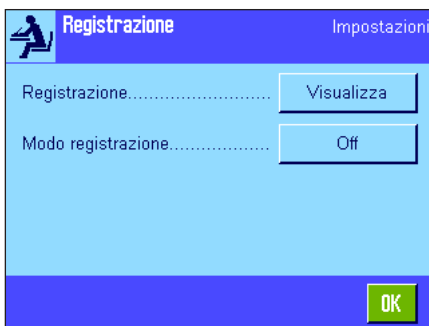 Registrazione Impostazioni
Registrazione.......................... Visualizza
Modo registrazione................... Off
OK